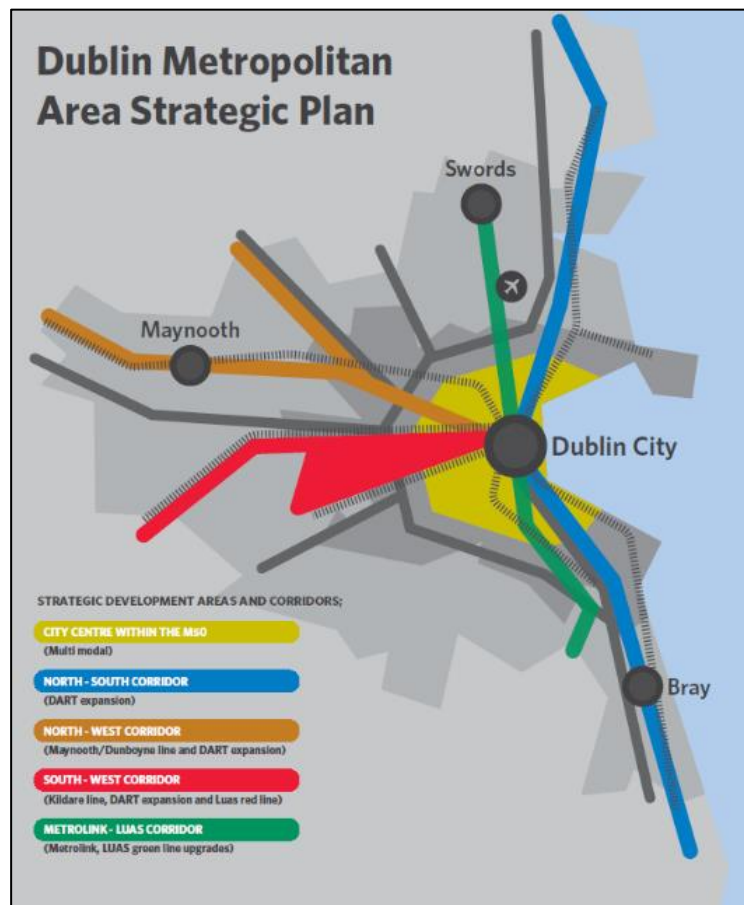 Dublin Metropolitan
Area Strategic Plan
Swords
Maynooth
Dublin City
Bray
STRATEGIC DEVELOPMENT AREAS AND CORRIDORS;
CITY CENTRE WITHIN THE M50
(Multi modal)
NORTH - SOUTH CORRIDOR
(DART expansion)
NORTH - WEST CORRIDOR
(Maynooth/Dunboyne line and DART expansion)
SOUTH - WEST CORRIDOR
(Kildare line, DART expansion and Luas red line)
METROLINK - LUAS CORRIDOR
(Metrolink, LUAS green line upgrades)